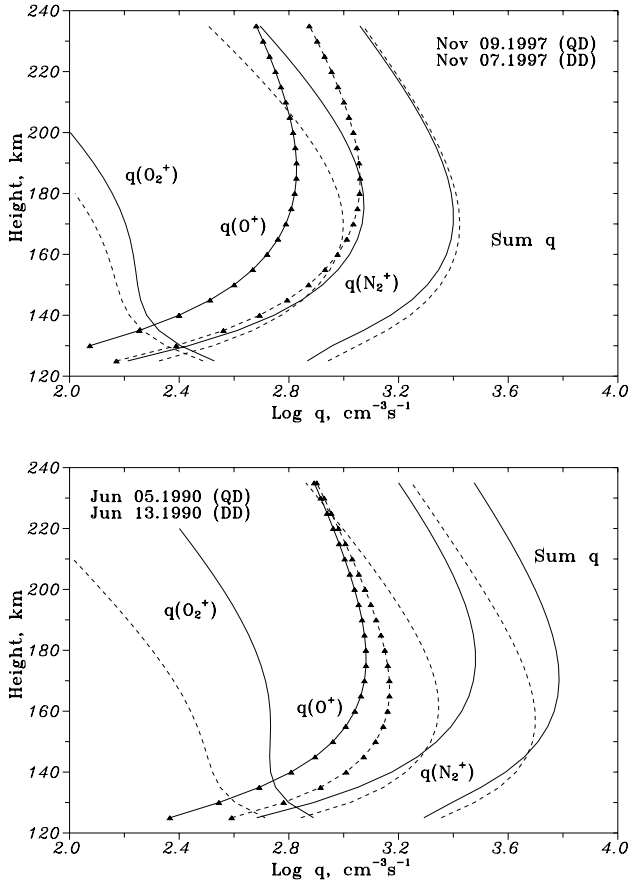 240
220
200
180
160
140
120
Height, km
Nov 09.1997 (QD)
Nov 07.1997 (DD)
q(O₂⁺)
q(O⁺)
q(N₂⁺)
Sum q
2.0 2.4 2.8 3.2 3.6 4.0
Log q, cm⁻³s⁻¹
240
220
200
180
160
140
120
Height, km
Jun 05.1990 (QD)
Jun 13.1990 (DD)
Sum q
q(O₂⁺)
q(O⁺)
q(N₂⁺)
2.0 2.4 2.8 3.2 3.6 4.0
Log q, cm⁻³s⁻¹